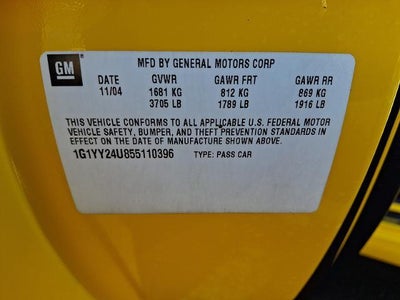 GM
MFD BY GENERAL MOTORS CORP
DATE GVWR GAWR FRT GAWR RR
11/04 1681 KG 812 KG 869 KG
3705 LB 1789 LB 1916 LB
THIS VEHICLE CONFORMS TO ALL APPLICABLE U.S. FEDERAL MOTOR
VEHICLE SAFETY, BUMPER, AND THEFT PREVENTION STANDARDS IN
EFFECT ON THE DATE OF MANUFACTURE SHOWN ABOVE.
1G1YY24U855110396 TYPE: PASS CAR